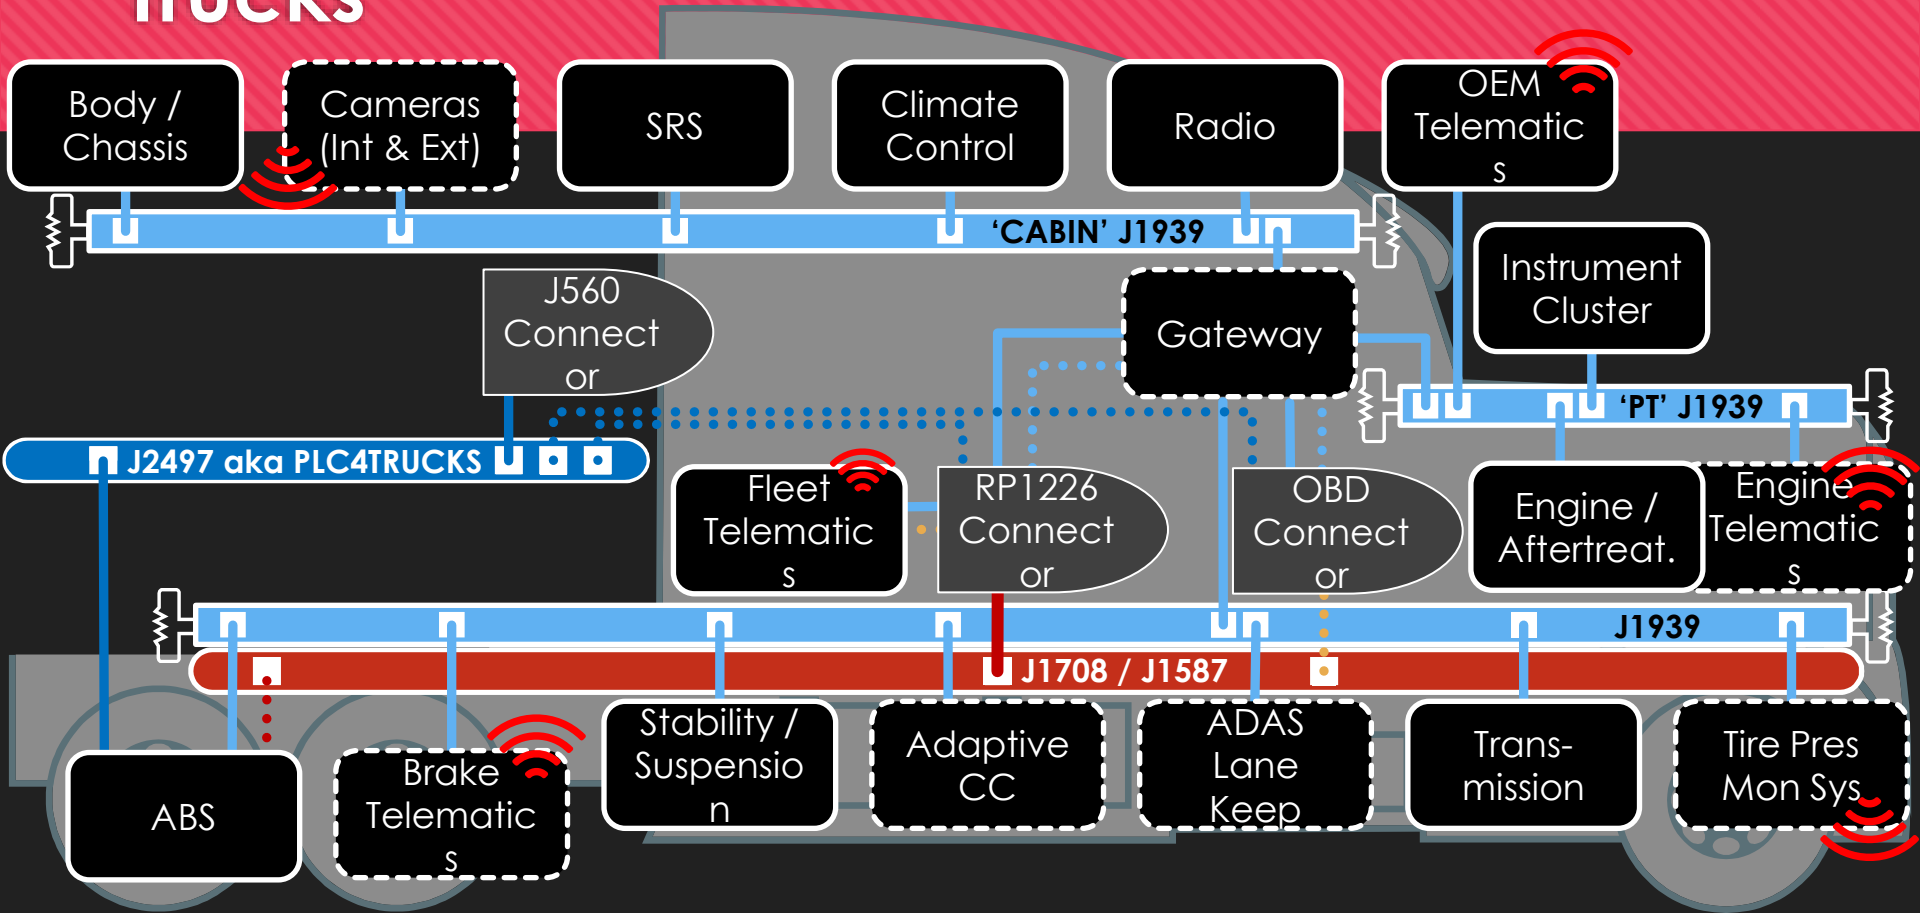 TRUCKS
Body /
Chassis
Cameras
(Int & Ext)
SRS
Climate
Control
Radio
OEM
Telematic
s
‘CABIN’ J1939
J560
Connect
or
Gateway
Instrument
Cluster
‘PT’ J1939
J2497 aka PLC4TRUCKS
Fleet
Telematic
s
RP1226
Connect
or
OBD
Connect
or
Engine /
Aftertreat.
Engine
Telematic
s
J1939
J1708 / J1587
ABS
Brake
Telematic
s
Stability /
Suspensio
n
Adaptive
CC
ADAS
Lane
Keep
Trans-
mission
Tire Pres
Mon Sys